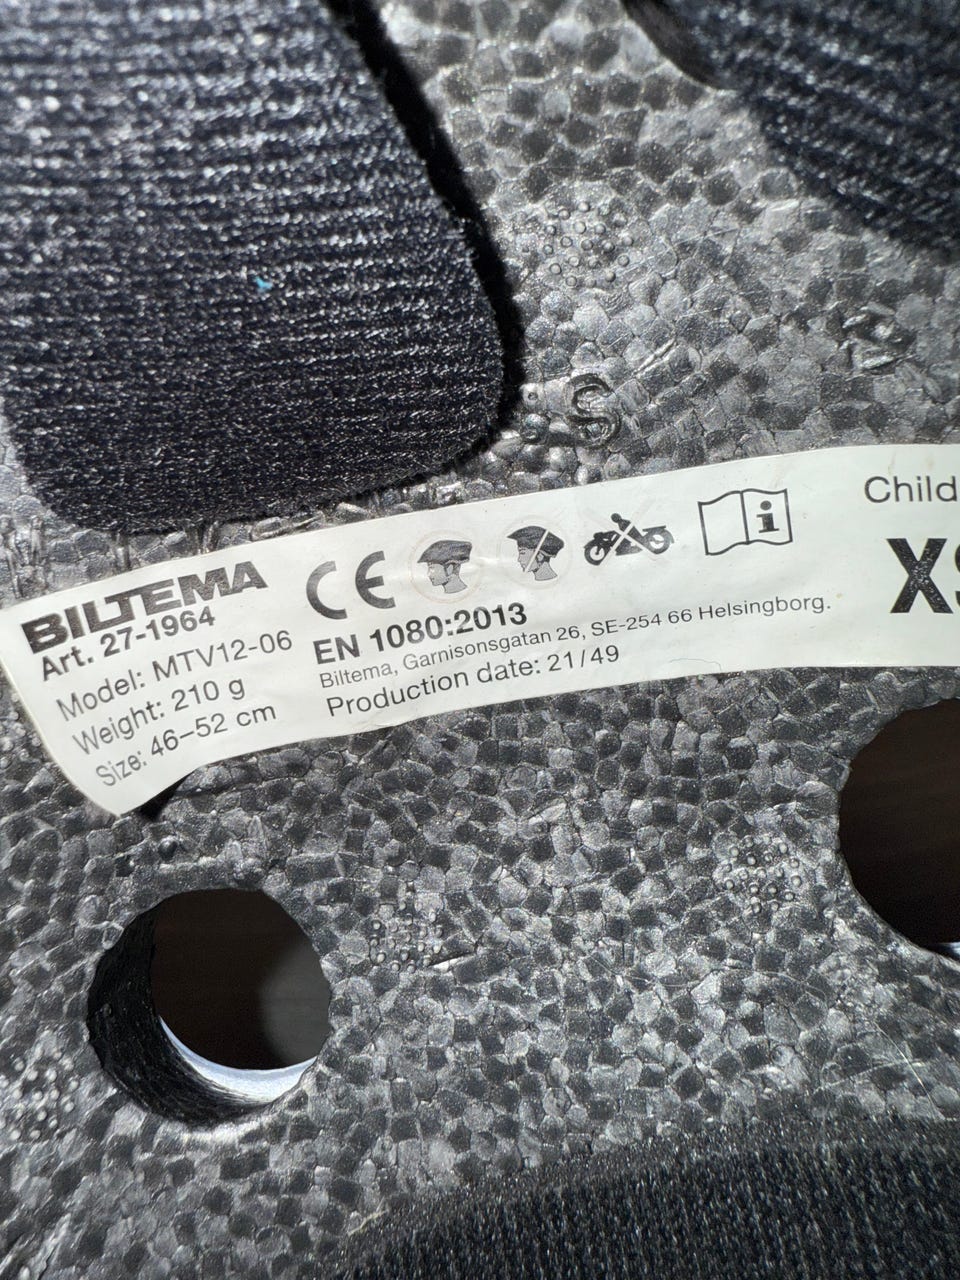 S
BILTEMA
Art. 27-1964
Model: MTV12-06
Weight: 210 g
Size: 46–52 cm
CE
EN 1080:2013
Biltema, Garnisonsgatan 26, SE-254 66 Helsingborg.
Production date: 21/49
i
Child
XS